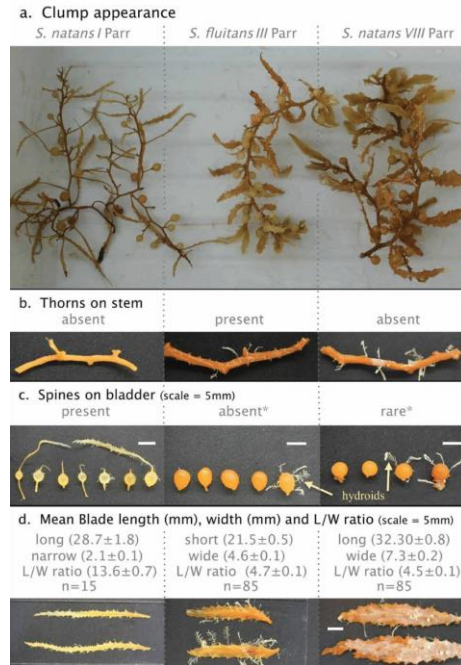 a. Clump appearance
S. natans I Parr S. fluitans III Parr S. natans VIII Parr
b. Thorns on stem
absent present absent
c. Spines on bladder (scale = 5mm)
present absent* rare*
hydroids
d. Mean Blade length (mm), width (mm) and L/W ratio (scale = 5mm)
long (28.7±1.8) short (21.5±0.5) long (32.30±0.8)
narrow (2.1±0.1) wide (4.6±0.1) wide (7.3±0.2)
L/W ratio (13.6±0.7) L/W ratio (4.7±0.1) L/W ratio (4.5±0.1)
n=15 n=85 n=85